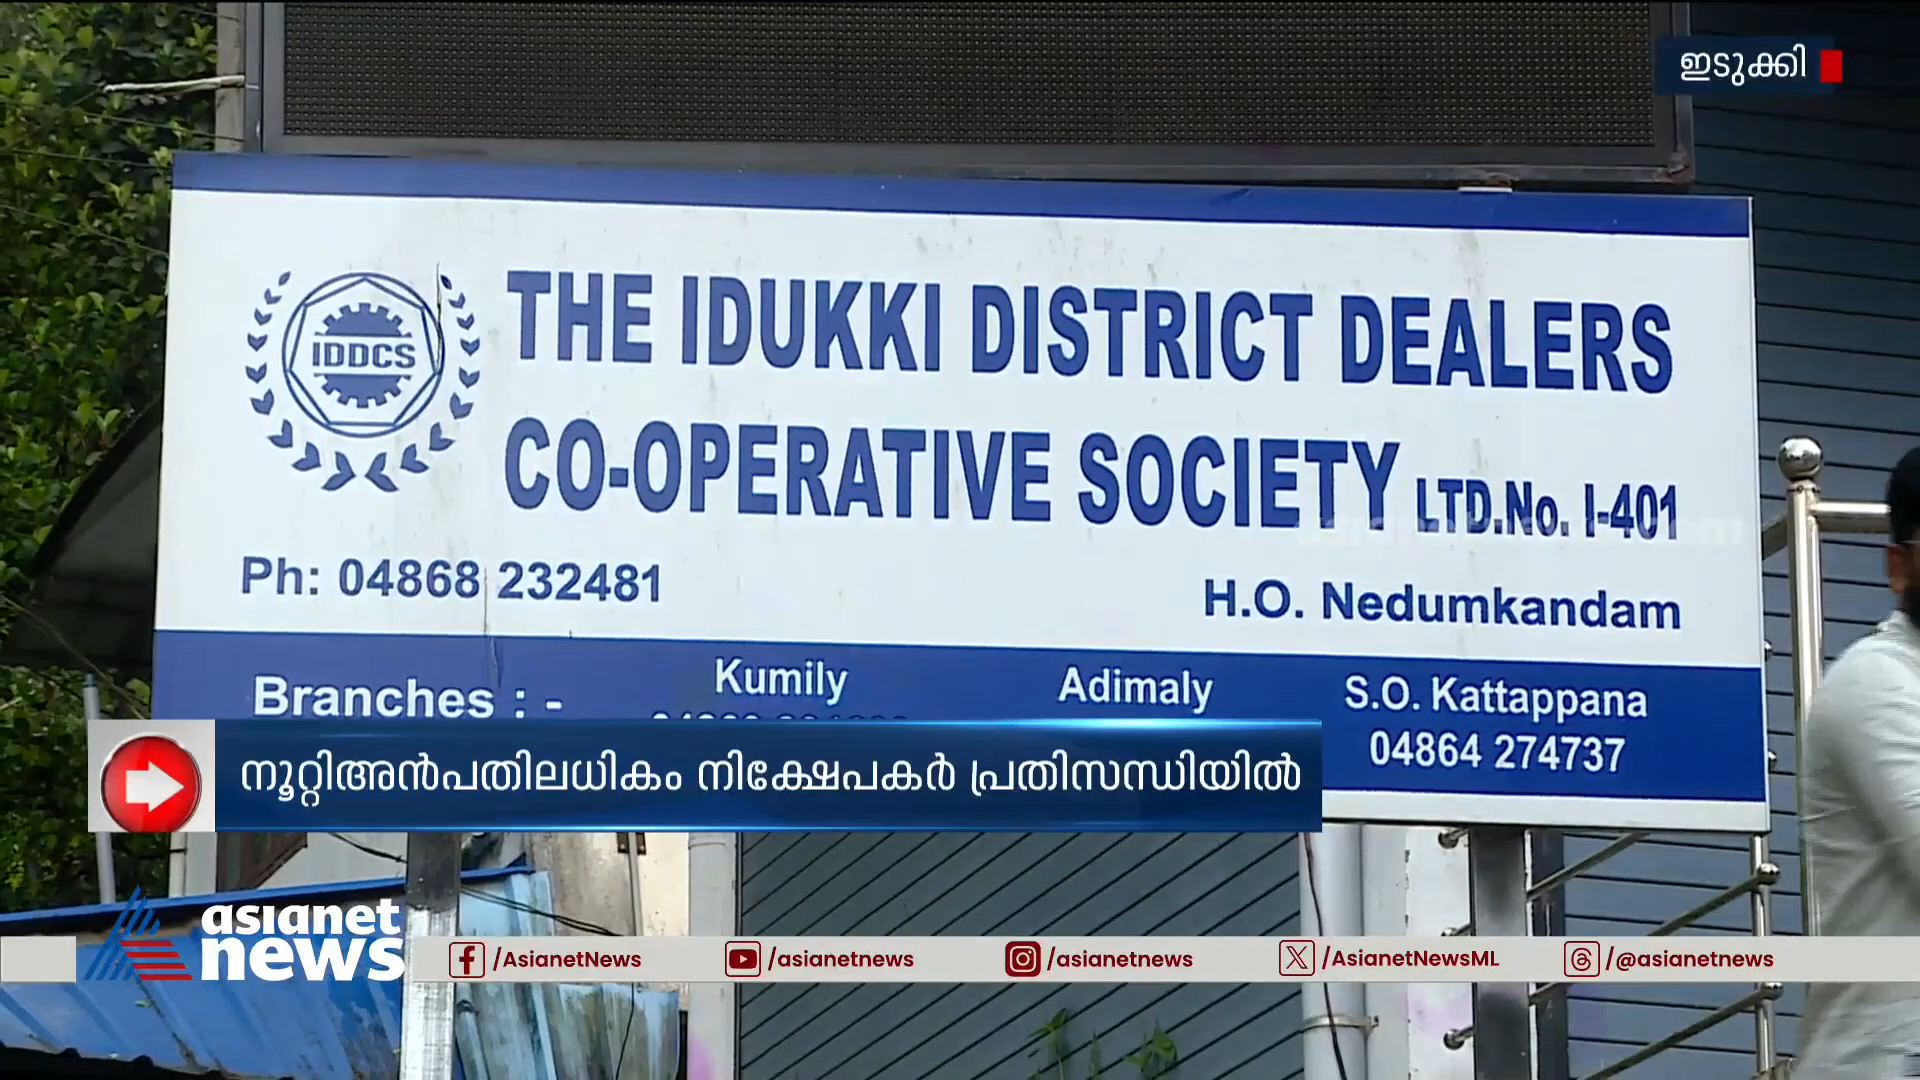 ഇടുക്കി
IDDCS
THE IDUKKI DISTRICT DEALERS
CO-OPERATIVE SOCIETY LTD.No. I-401
Ph: 04868 232481
H.O. Nedumkandam
Branches : -
Kumily
Adimaly
S.O. Kattappana
04864 274737
നൂറ്റിഅൻപതിലധികം നിക്ഷേപകർ പ്രതിസന്ധിയിൽ
asianet
news
/AsianetNews
/asianetnews
/asianetnews
/AsianetNewsML
/@asianetnews